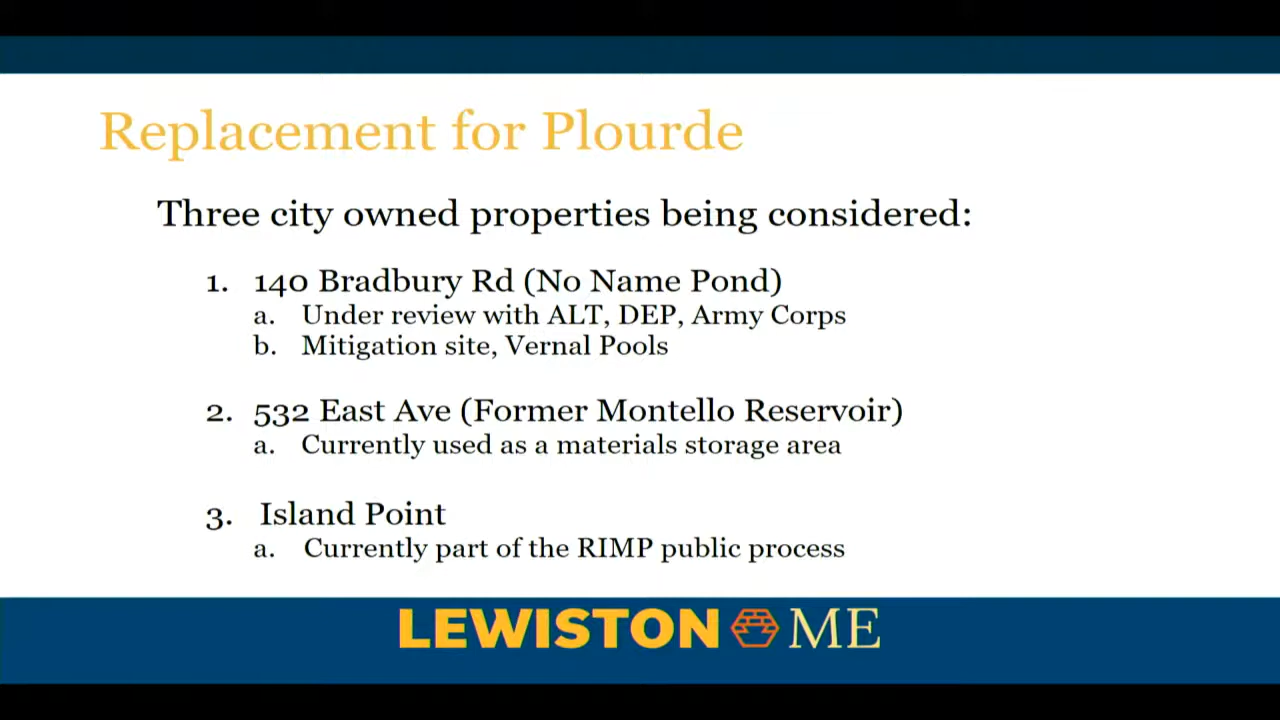 Replacement for Plourde
Three city owned properties being considered:
1. 140 Bradbury Rd (No Name Pond)
a. Under review with ALT, DEP, Army Corps
b. Mitigation site, Vernal Pools
2. 532 East Ave (Former Montello Reservoir)
a. Currently used as a materials storage area
3. Island Point
a. Currently part of the RIMP public process
LEWISTON ME